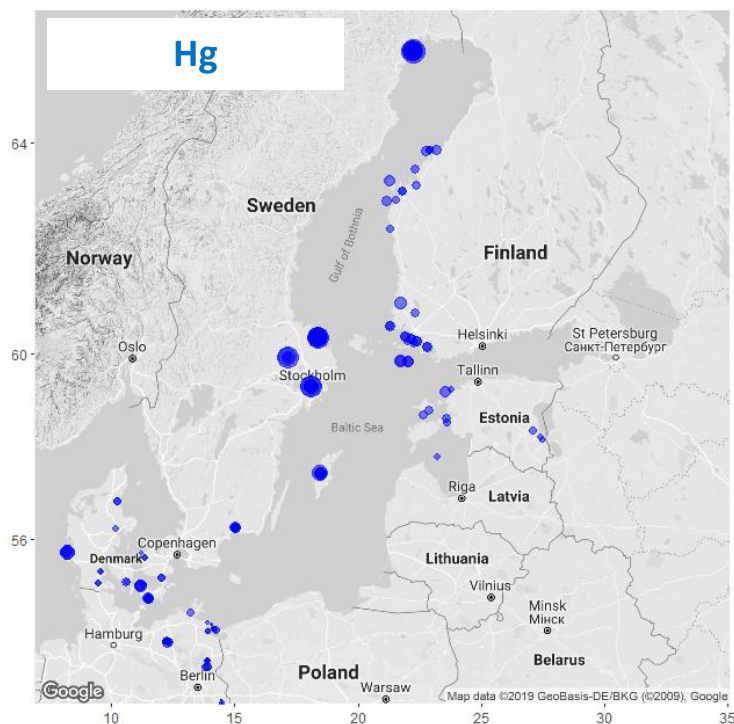 Hg
64
Sweden
Gulf of Bothnia
Norway
Finland
Oslo
Helsinki
St Petersburg
Санкт-Петербург
60
Stockholm
Tallinn
Baltic Sea
Estonia
Riga
Latvia
56
Copenhagen
Denmark
Lithuania
Vilnius
Minsk
Мінск
Hamburg
Belarus
Poland
Berlin
Warsaw
Google
Map data ©2019 GeoBasis-DE/BKG (©2009), Google
10
15
20
25
30
35